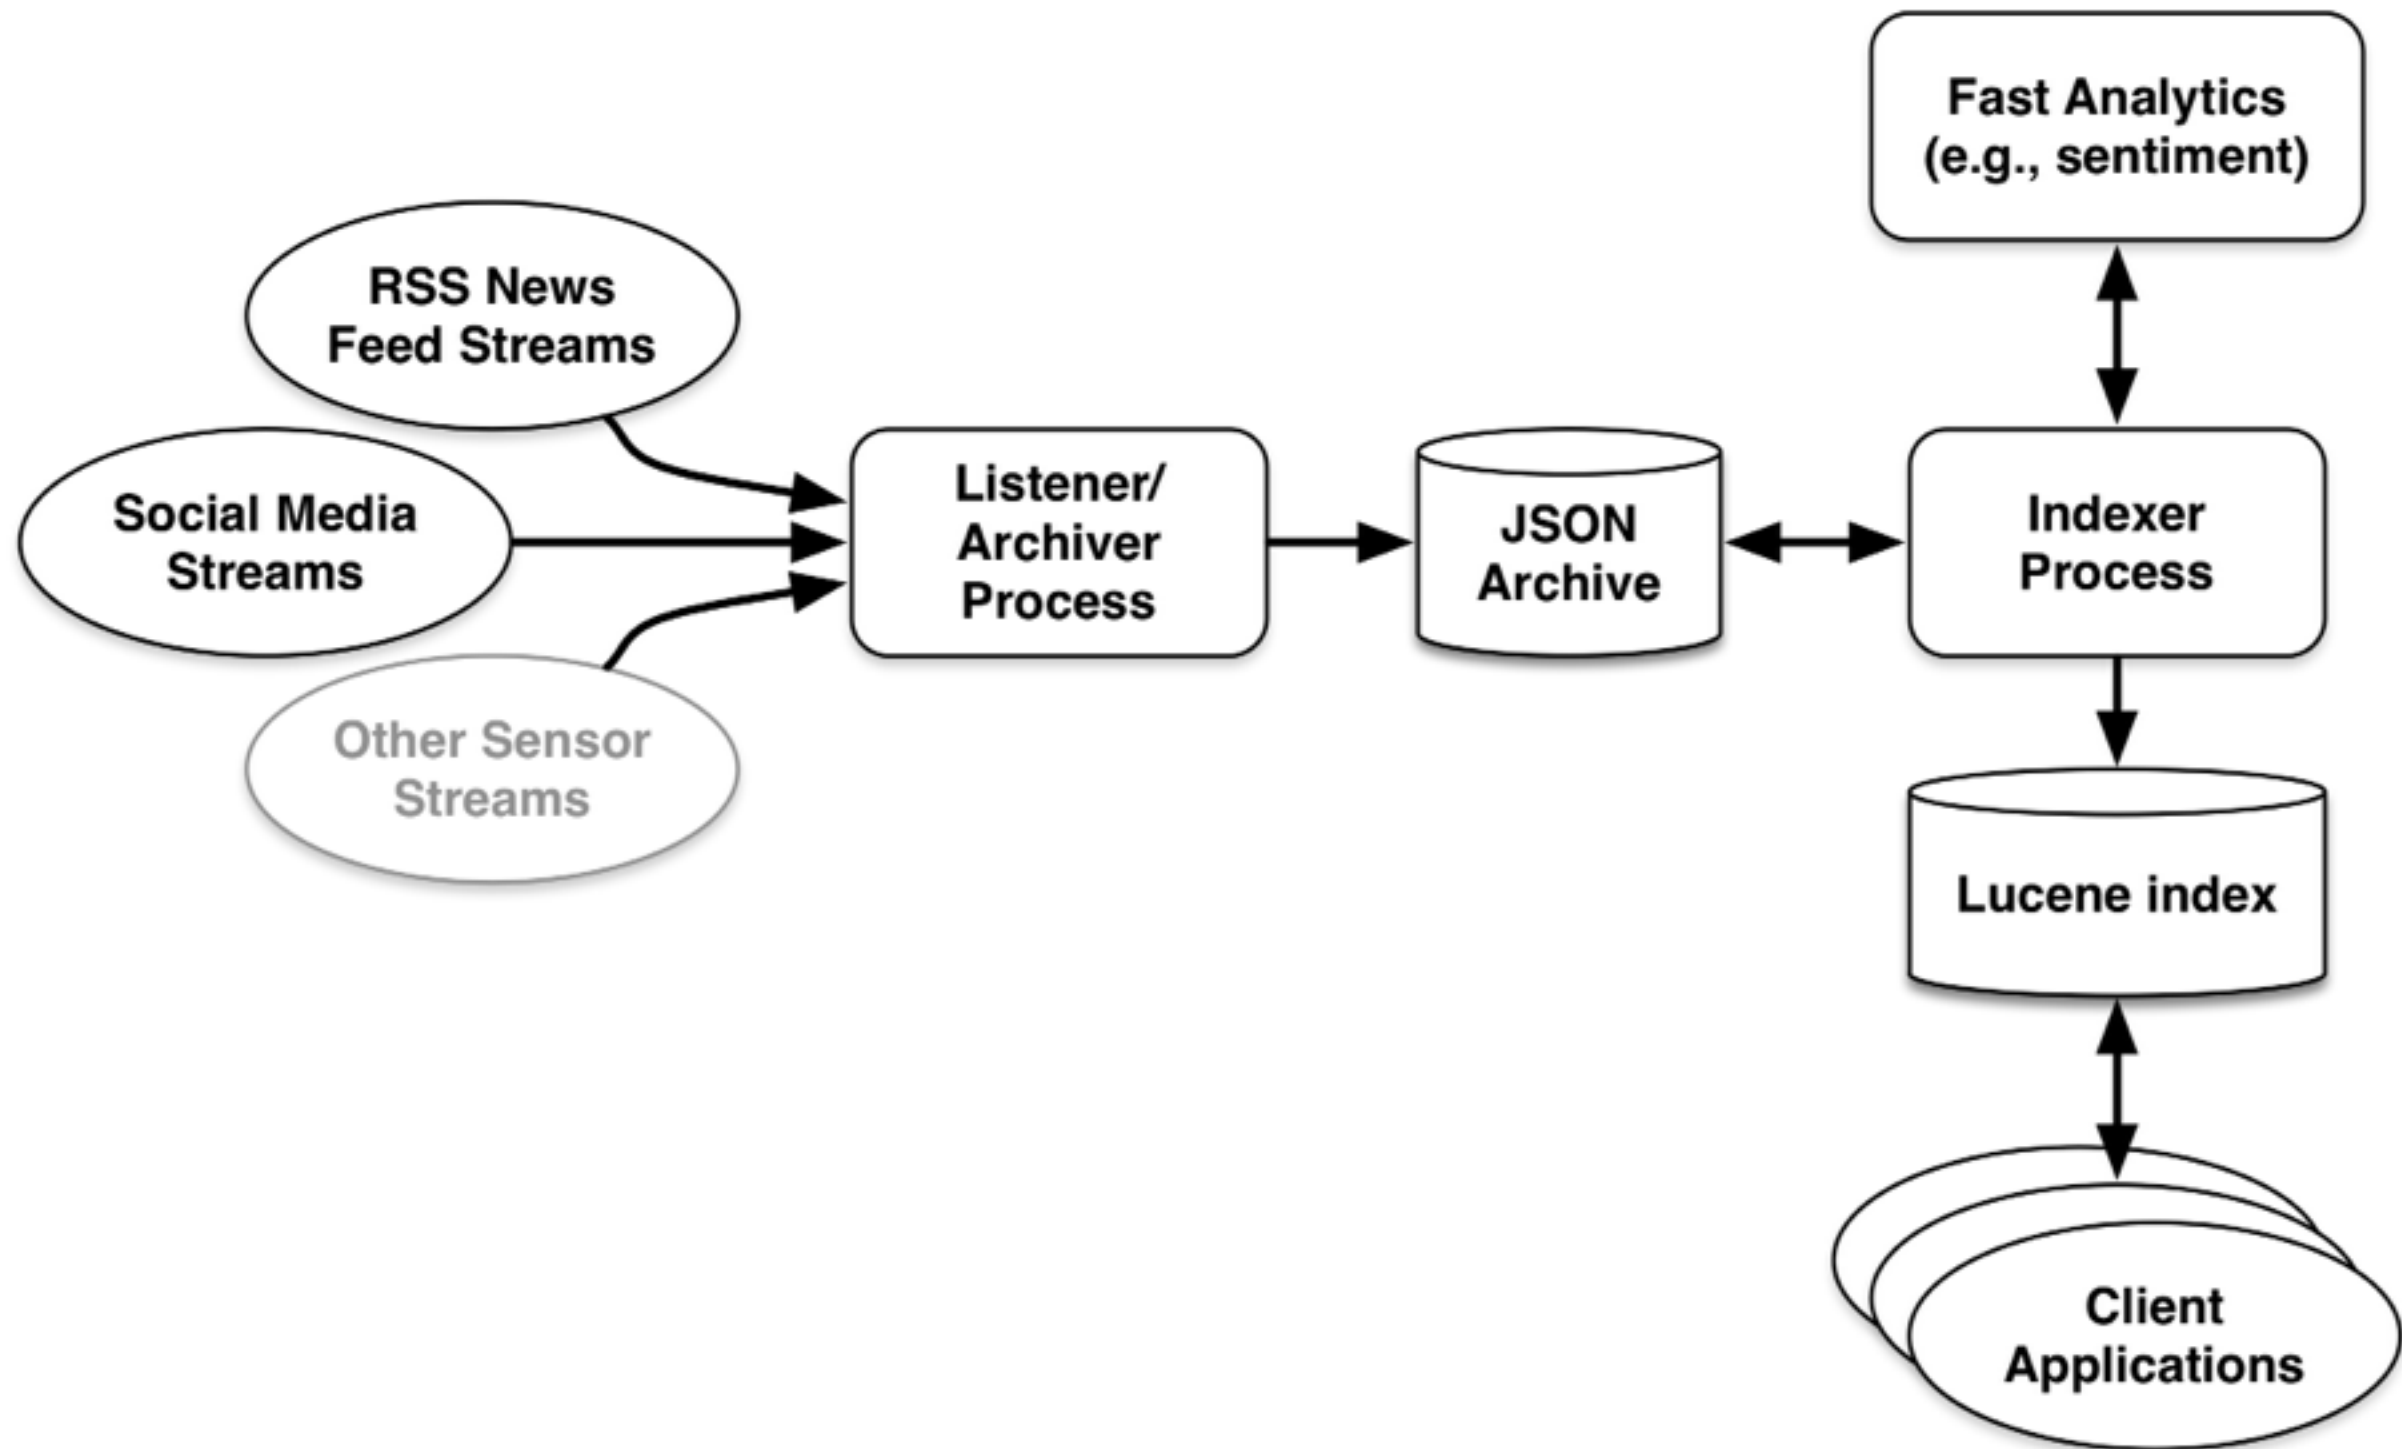 Fast Analytics
(e.g., sentiment)
RSS News
Feed Streams
Social Media
Streams
Other Sensor
Streams
Listener/
Archiver
Process
JSON
Archive
Indexer
Process
Lucene index
Client
Applications